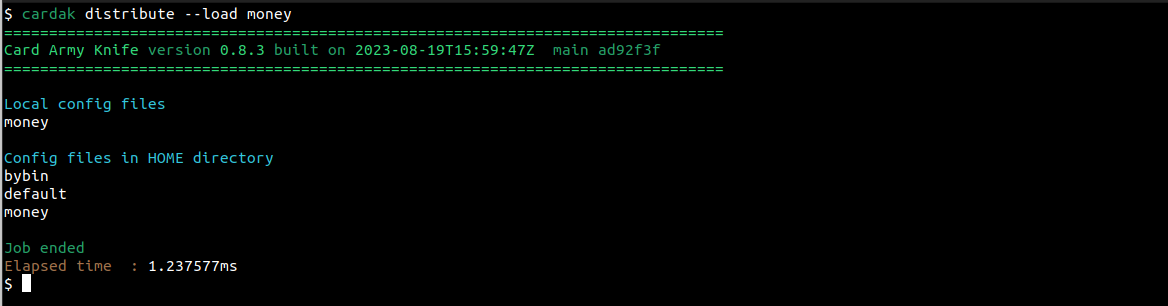 $ cardak distribute --load money
================================================================================
Card Army Knife version 0.8.3 built on 2023-08-19T15:59:47Z  main ad92f3f
================================================================================
Local config files
money
Config files in HOME directory
bybin
default
money
Job ended
Elapsed time  : 1.237577ms
$